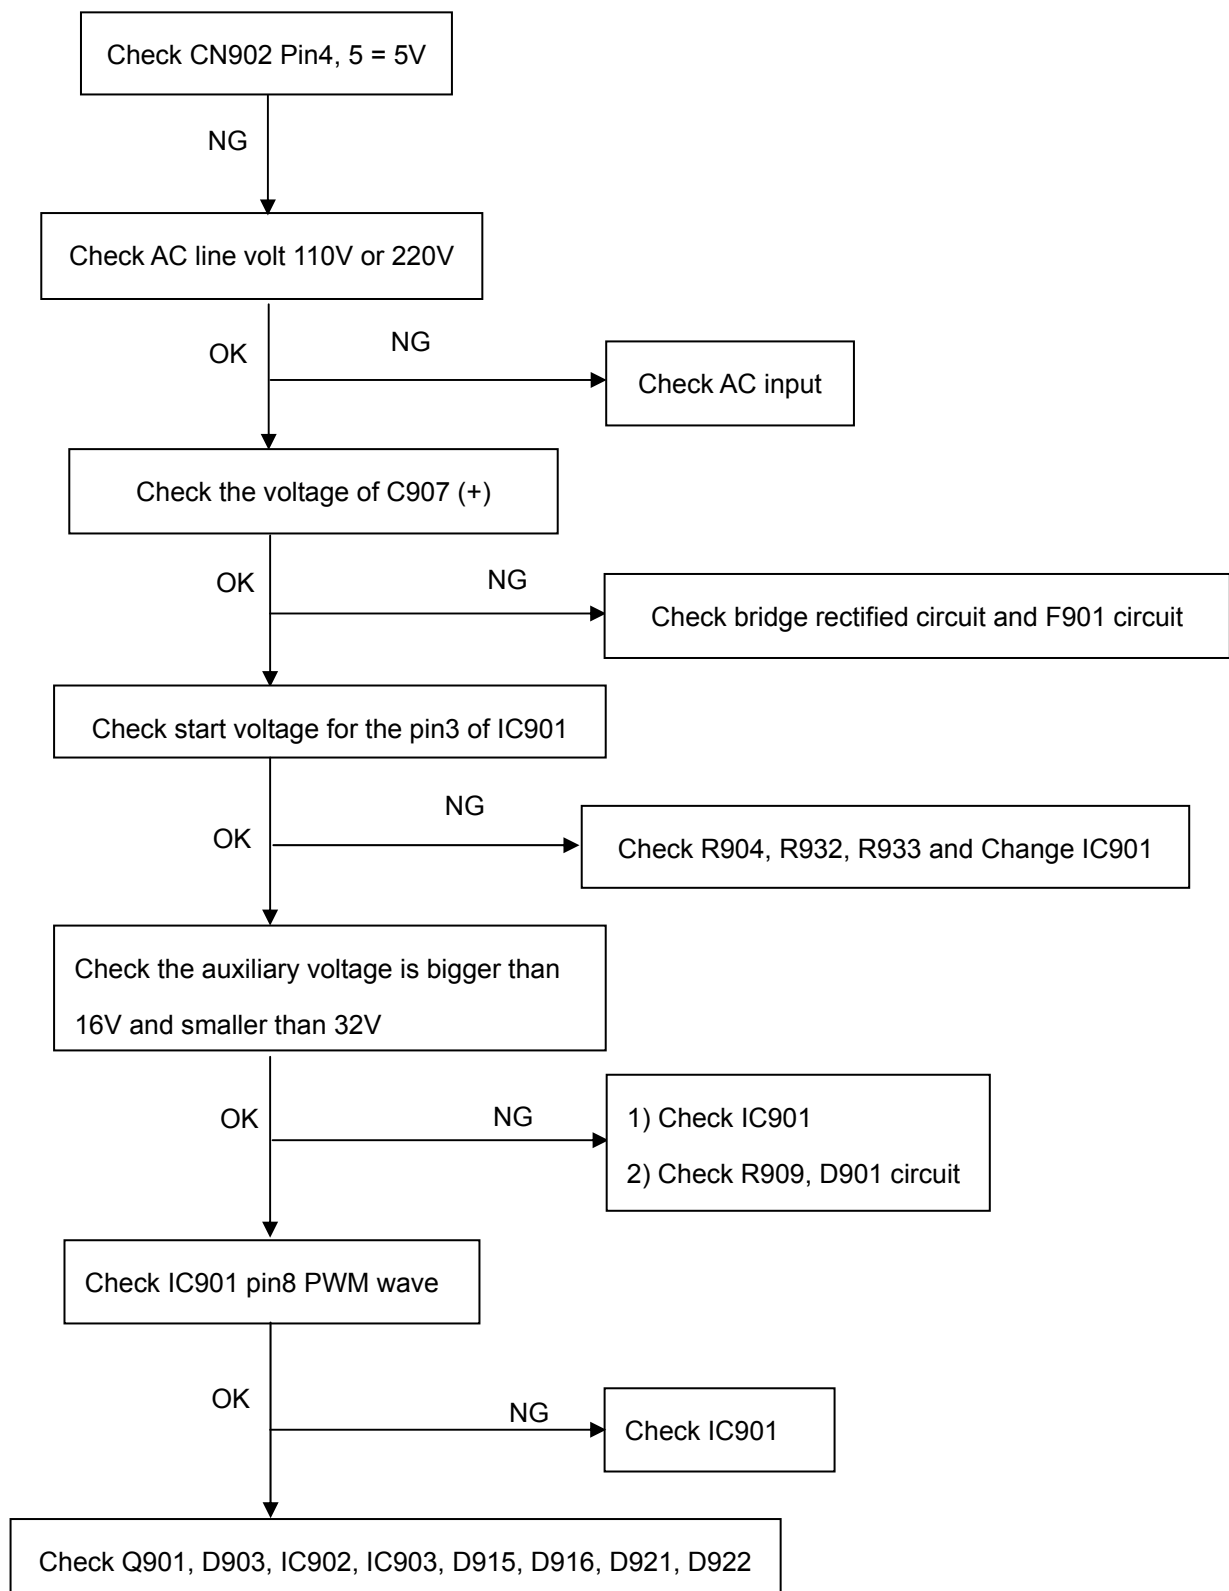 Check CN902 Pin4, 5 = 5V
NG
Check AC line volt 110V or 220V
OK
NG
Check AC input
Check the voltage of C907 (+)
OK
NG
Check bridge rectified circuit and F901 circuit
Check start voltage for the pin3 of IC901
OK
NG
Check R904, R932, R933 and Change IC901
Check the auxiliary voltage is bigger than
16V and smaller than 32V
OK
NG
1) Check IC901
2) Check R909, D901 circuit
Check IC901 pin8 PWM wave
OK
NG
Check IC901
Check Q901, D903, IC902, IC903, D915, D916, D921, D922